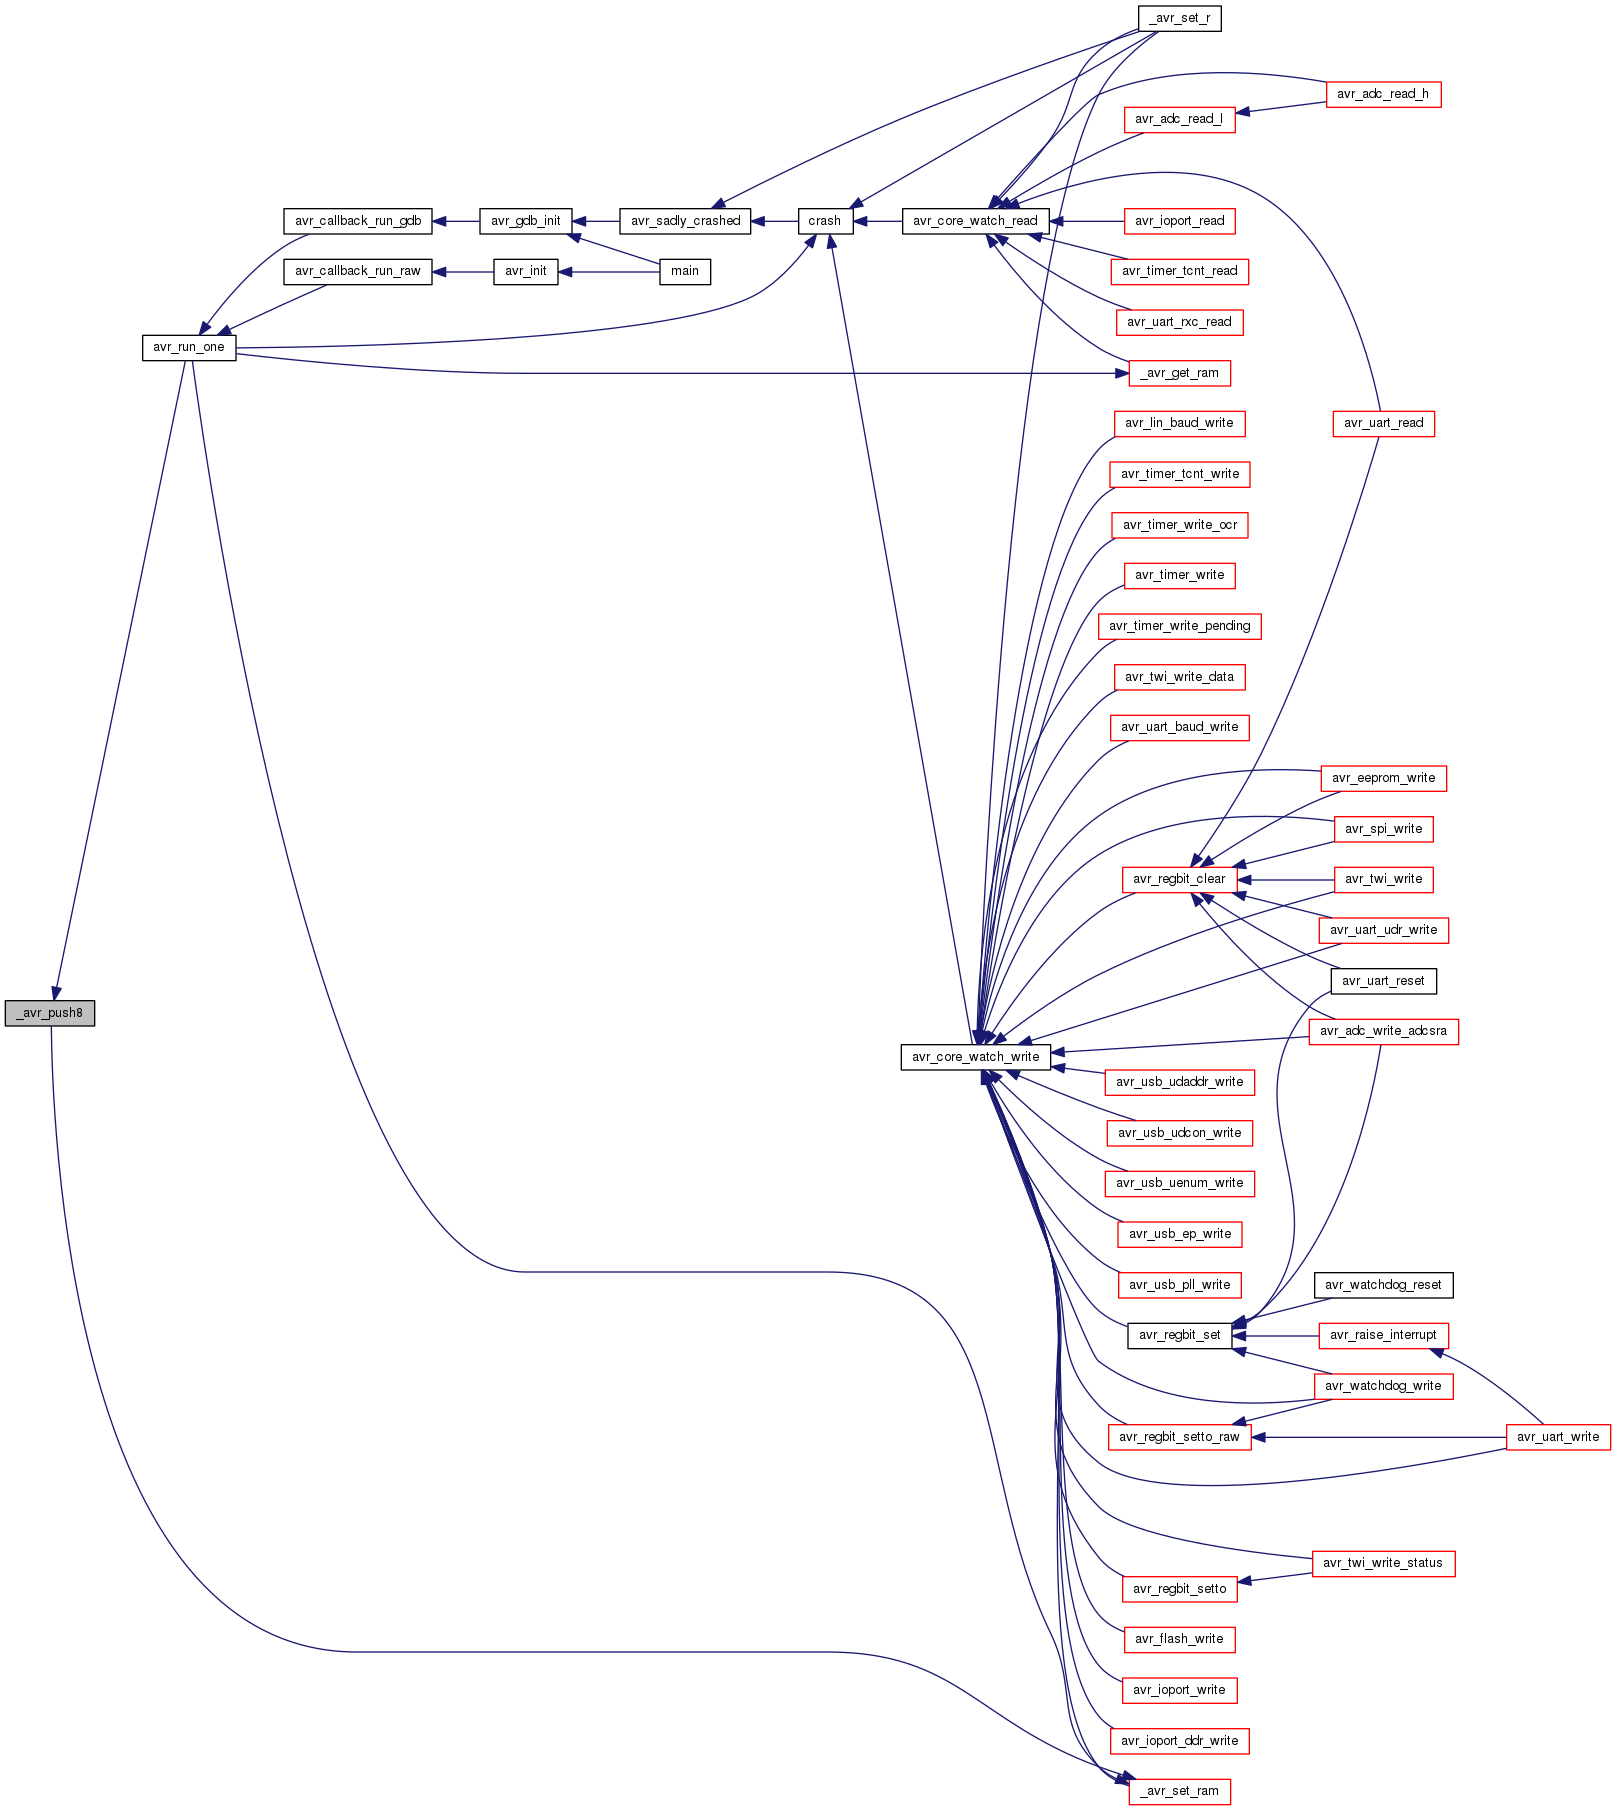 _avr_set_r
avr_adc_read_h
avr_adc_read_l
avr_callback_run_gdb
avr_gdb_init
avr_sadly_crashed
crash
avr_core_watch_read
avr_ioport_read
avr_callback_run_raw
avr_init
main
avr_timer_tcnt_read
avr_uart_rxc_read
avr_run_one
_avr_get_ram
avr_lin_baud_write
avr_uart_read
avr_timer_tcnt_write
avr_timer_write_ocr
avr_timer_write
avr_timer_write_pending
avr_twi_write_data
avr_uart_baud_write
avr_eeprom_write
avr_spi_write
avr_regbit_clear
avr_twi_write
avr_uart_udr_write
avr_uart_reset
_avr_push8
avr_adc_write_adcsra
avr_core_watch_write
avr_usb_udaddr_write
avr_usb_udcon_write
avr_usb_uenum_write
avr_usb_ep_write
avr_usb_pll_write
avr_watchdog_reset
avr_regbit_set
avr_raise_interrupt
avr_watchdog_write
avr_regbit_setto_raw
avr_uart_write
avr_twi_write_status
avr_regbit_setto
avr_flash_write
avr_ioport_write
avr_ioport_ddr_write
_avr_set_ram